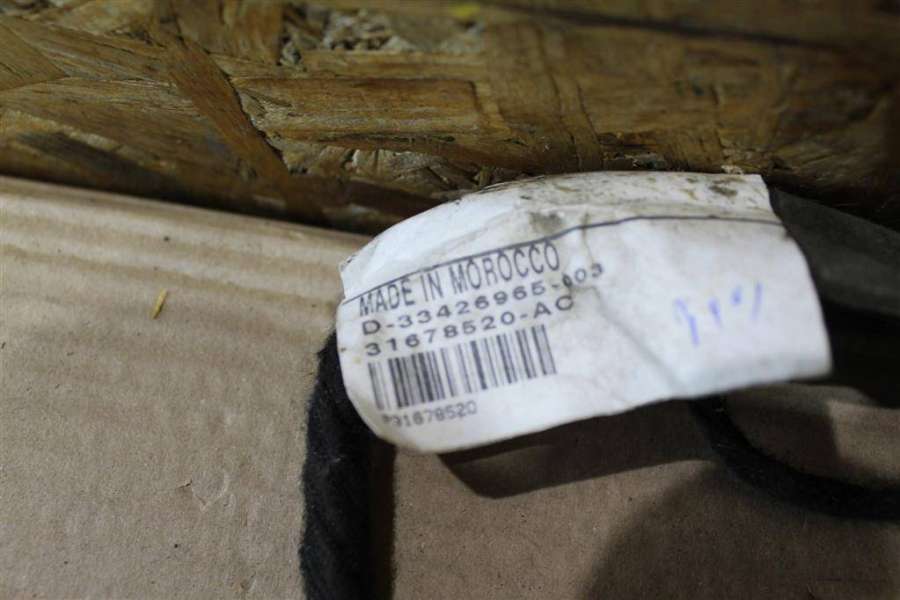 MADE IN MOROCCO
D-33426965-003
31678520-AC
P31678520